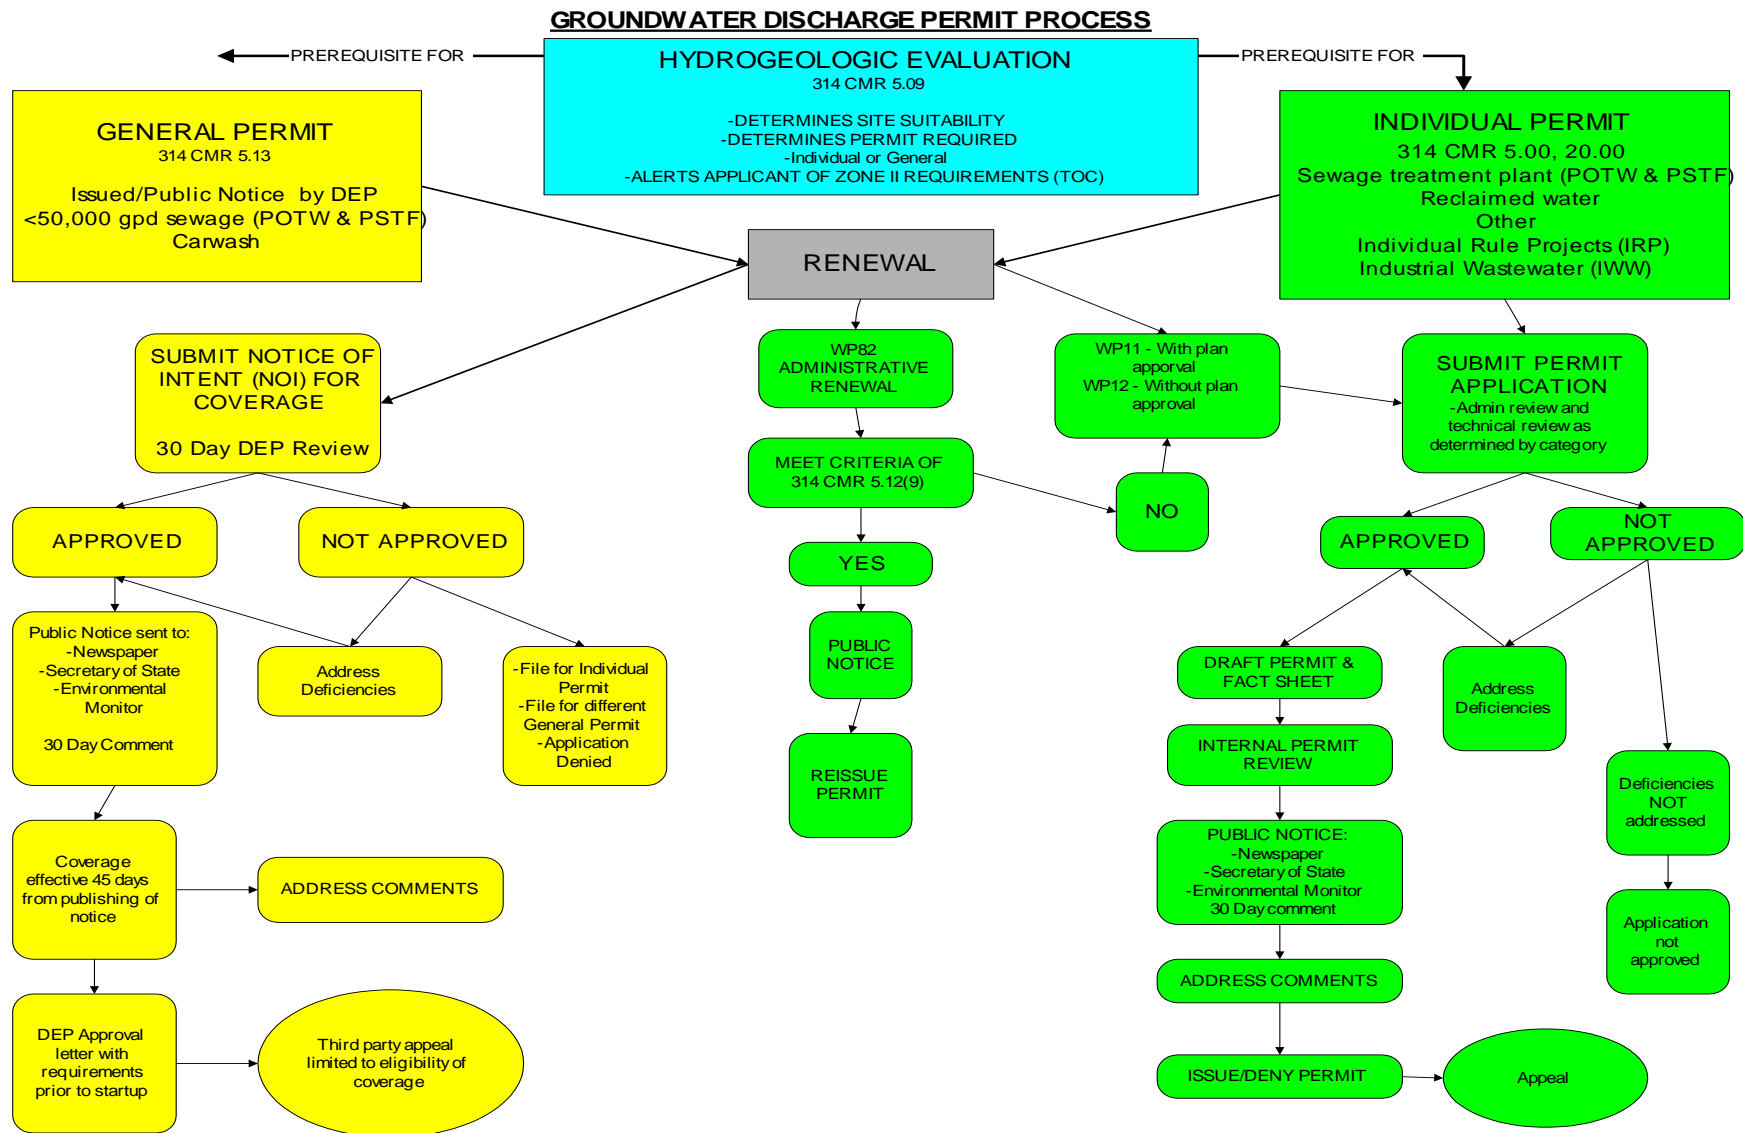 GROUNDWATER DISCHARGE PERMIT PROCESS
PREREQUISITE FOR
HYDROGEOLOGIC EVALUATION
314 CMR 5.09
-DETERMINES SITE SUITABILITY
-DETERMINES PERMIT REQUIRED
-Individual or General
-ALERTS APPLICANT OF ZONE II REQUIREMENTS (TOC)
PREREQUISITE FOR
GENERAL PERMIT
314 CMR 5.13
Issued/Public Notice by DEP
<50,000 gpd sewage (POTW & PSTF)
Carwash
INDIVIDUAL PERMIT
314 CMR 5.00, 20.00
Sewage treatment plant (POTW & PSTF)
Reclaimed water
Other
Individual Rule Projects (IRP)
Industrial Wastewater (IWW)
RENEWAL
SUBMIT NOTICE OF
INTENT (NOI) FOR
COVERAGE
30 Day DEP Review
WP82
ADMINISTRATIVE
RENEWAL
WP11 - With plan
apporval
WP12 - Without plan
approval
SUBMIT PERMIT
APPLICATION
-Admin review and
technical review as
determined by category
MEET CRITERIA OF
314 CMR 5.12(9)
NO
APPROVED
NOT APPROVED
YES
APPROVED
NOT
APPROVED
Public Notice sent to:
-Newspaper
-Secretary of State
-Environmental
Monitor
30 Day Comment
Address
Deficiencies
-File for Individual
Permit
-File for different
General Permit
-Application
Denied
PUBLIC
NOTICE
DRAFT PERMIT &
FACT SHEET
Address
Deficiencies
REISSUE
PERMIT
INTERNAL PERMIT
REVIEW
Deficiencies
NOT
addressed
Coverage
effective 45 days
from publishing of
notice
ADDRESS COMMENTS
PUBLIC NOTICE:
-Newspaper
-Secretary of State
-Environmental Monitor
30 Day comment
Application
not
approved
ADDRESS COMMENTS
DEP Approval
letter with
requirements
prior to startup
Third party appeal
limited to eligibility of
coverage
ISSUE/DENY PERMIT
Appeal